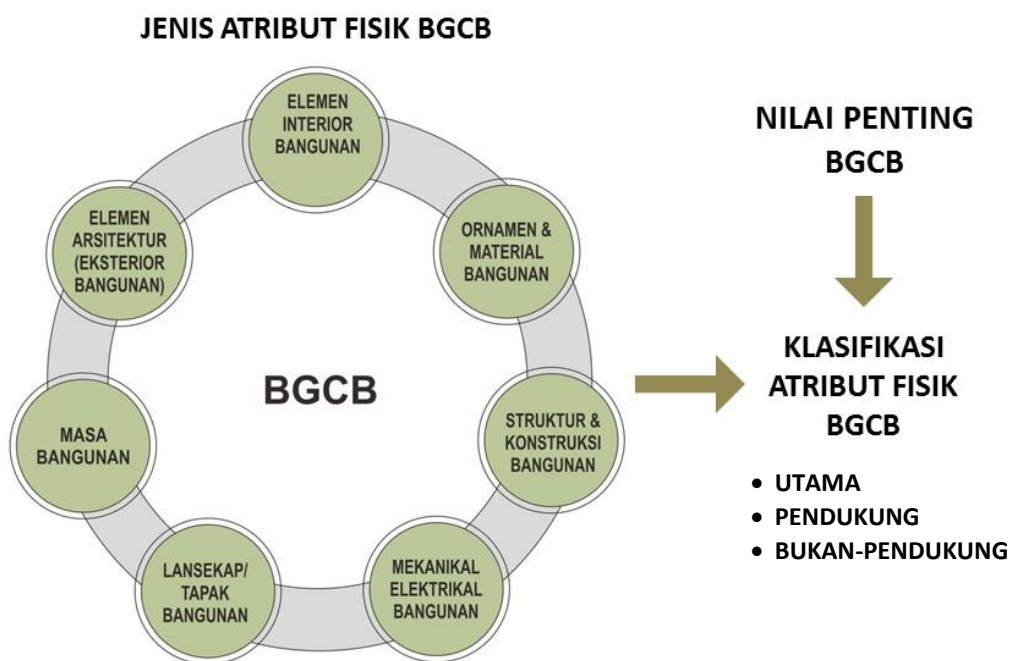 JENIS ATRIBUT FISIK BGCB
ELEMEN
INTERIOR
BANGUNAN
ORNAMEN &
MATERIAL
BANGUNAN
STRUKTUR &
KONSTRUKSI
BANGUNAN
MEKANIKAL
ELEKTRIKAL
BANGUNAN
LANSEKAP/
TAPAK
BANGUNAN
MASA
BANGUNAN
ELEMEN
ARSITEKTUR
(EKSTERIOR
BANGUNAN)
BGCB
NILAI PENTING
BGCB
KLASIFIKASI
ATRIBUT FISIK
BGCB
• UTAMA
• PENDUKUNG
• BUKAN-PENDUKUNG